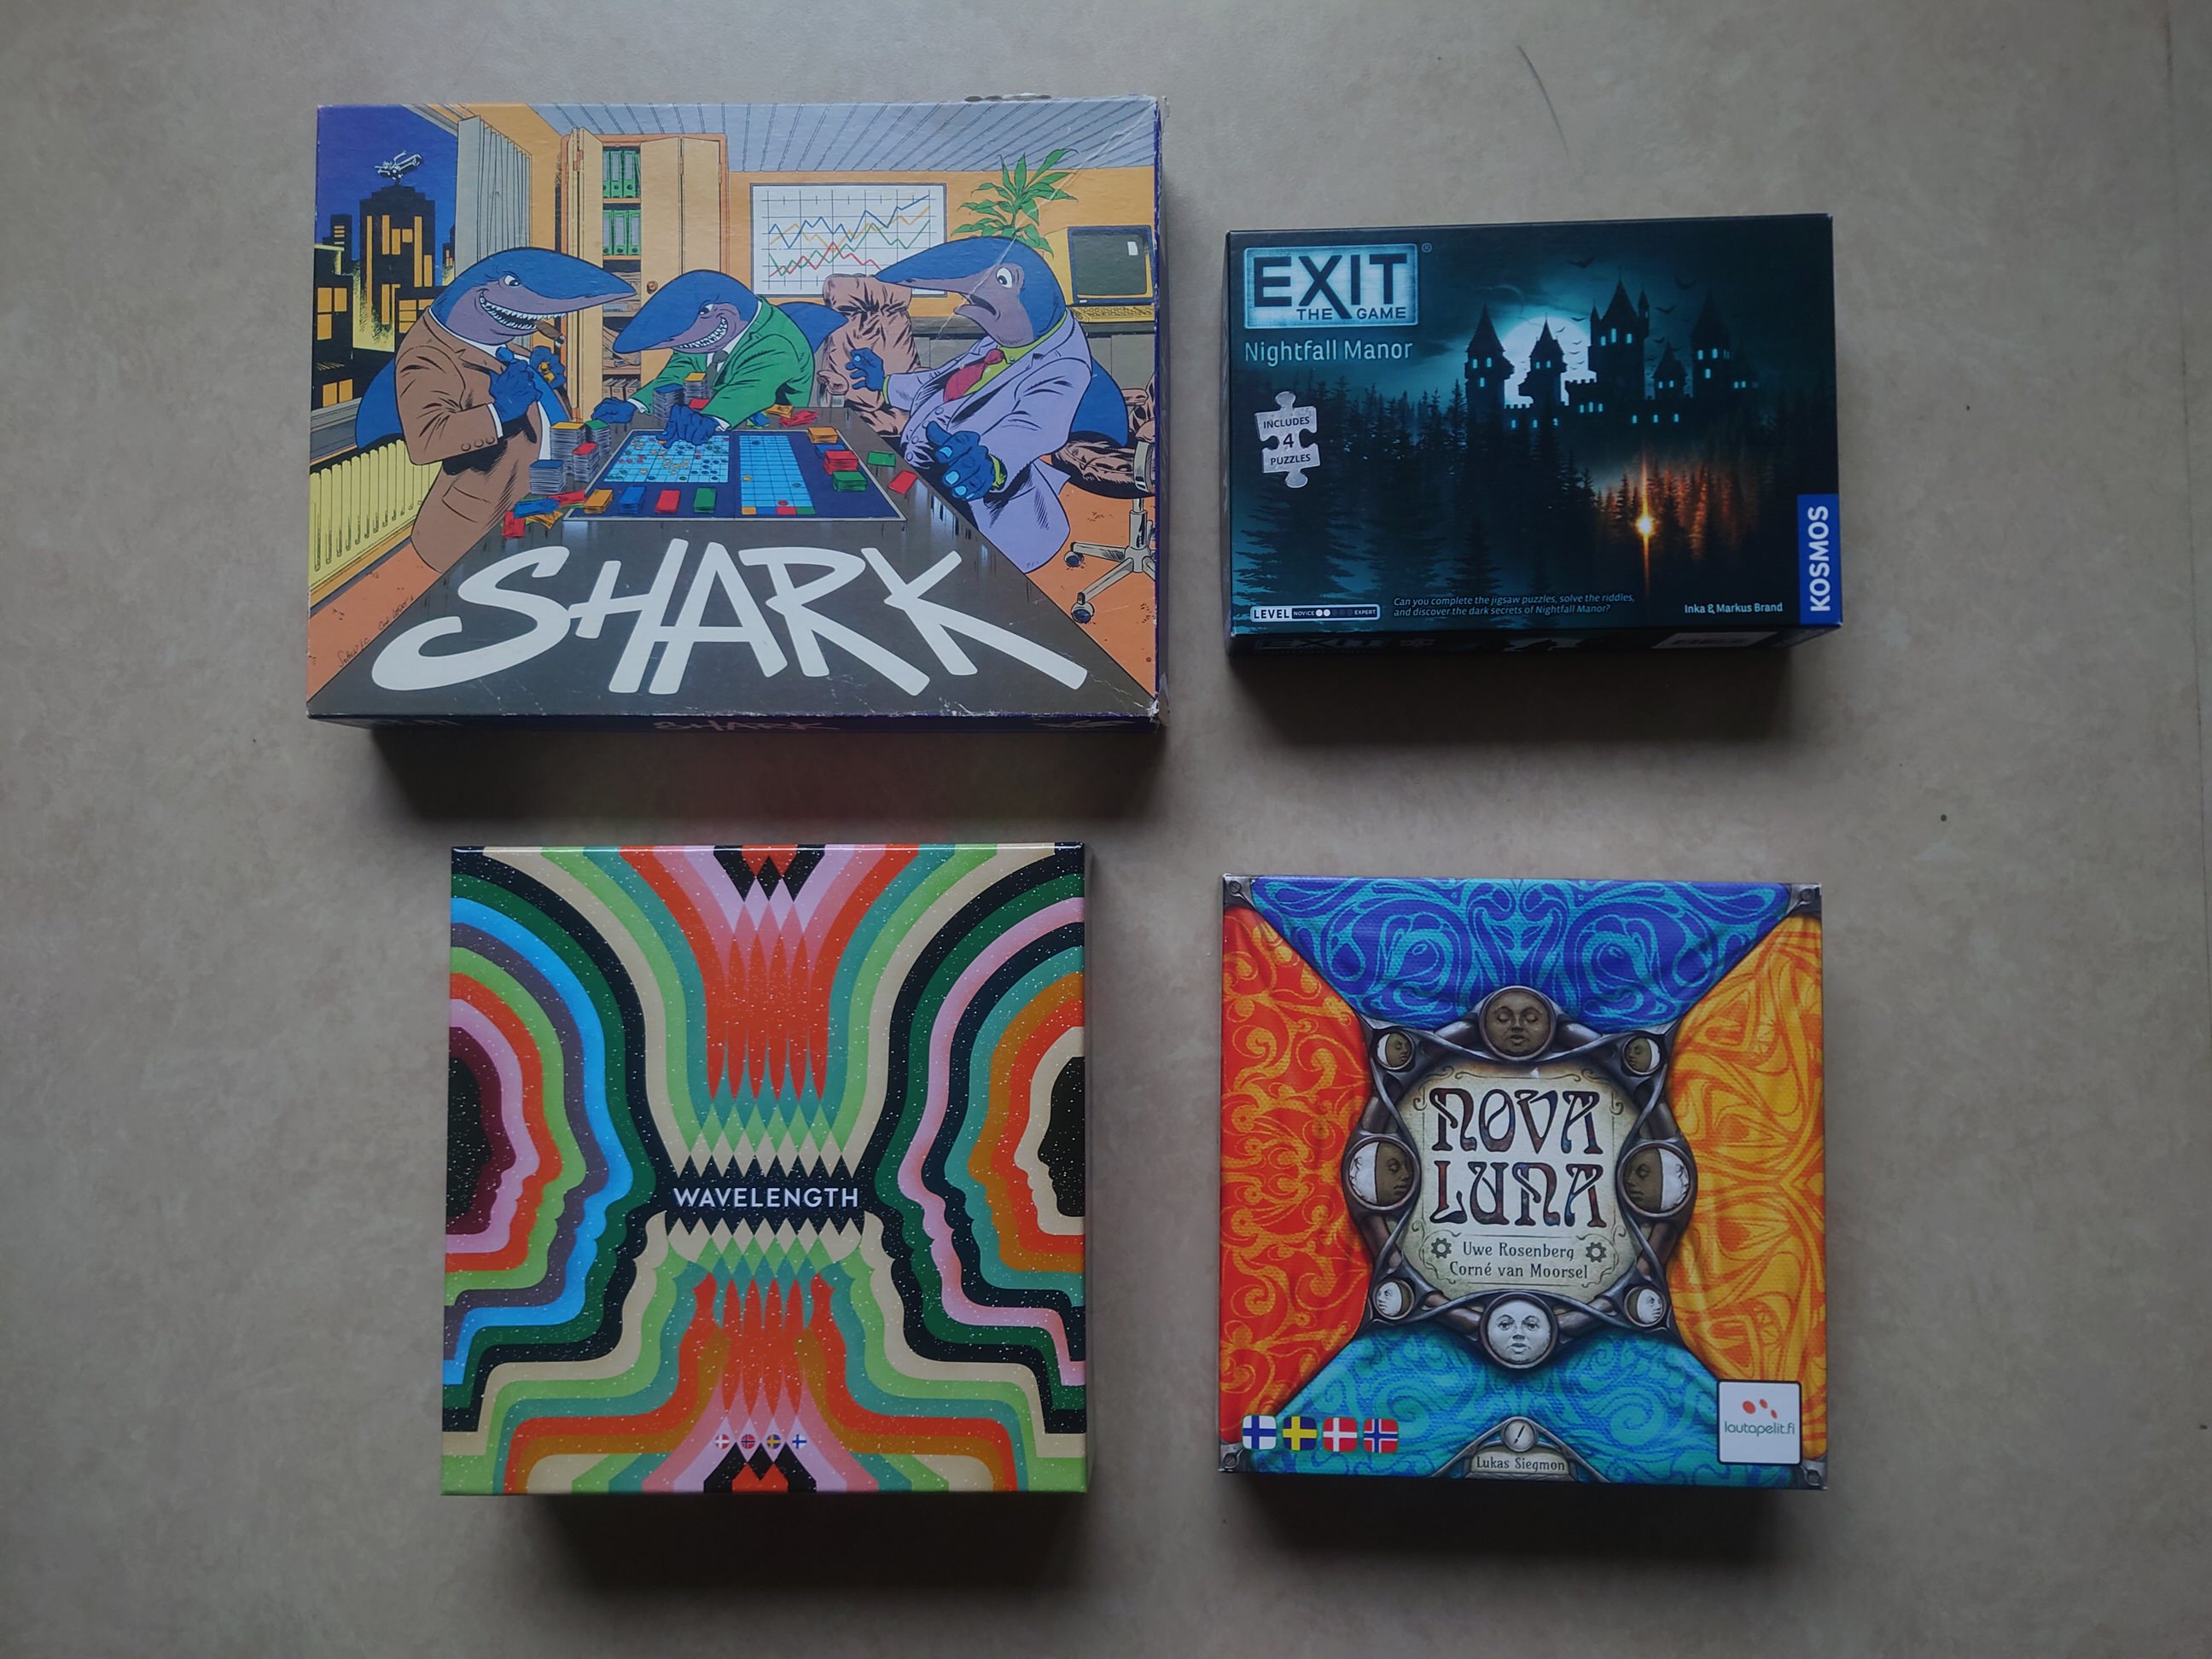 SHARK
SHARK
EXIT
THE GAME
®
Nightfall Manor
INCLUDES
4
PUZZLES
LEVEL NOVICE EXPERT
Can you complete the jigsaw puzzles, solve the riddles,
and discover the dark secrets of Nightfall Manor?
Inka & Markus Brand
KOSMOS
EXIT
WAVELENGTH
NOVA
LUNA
Uwe Rosenberg
Corné van Moorsel
lautapelit.fi
Lukas Siegmon